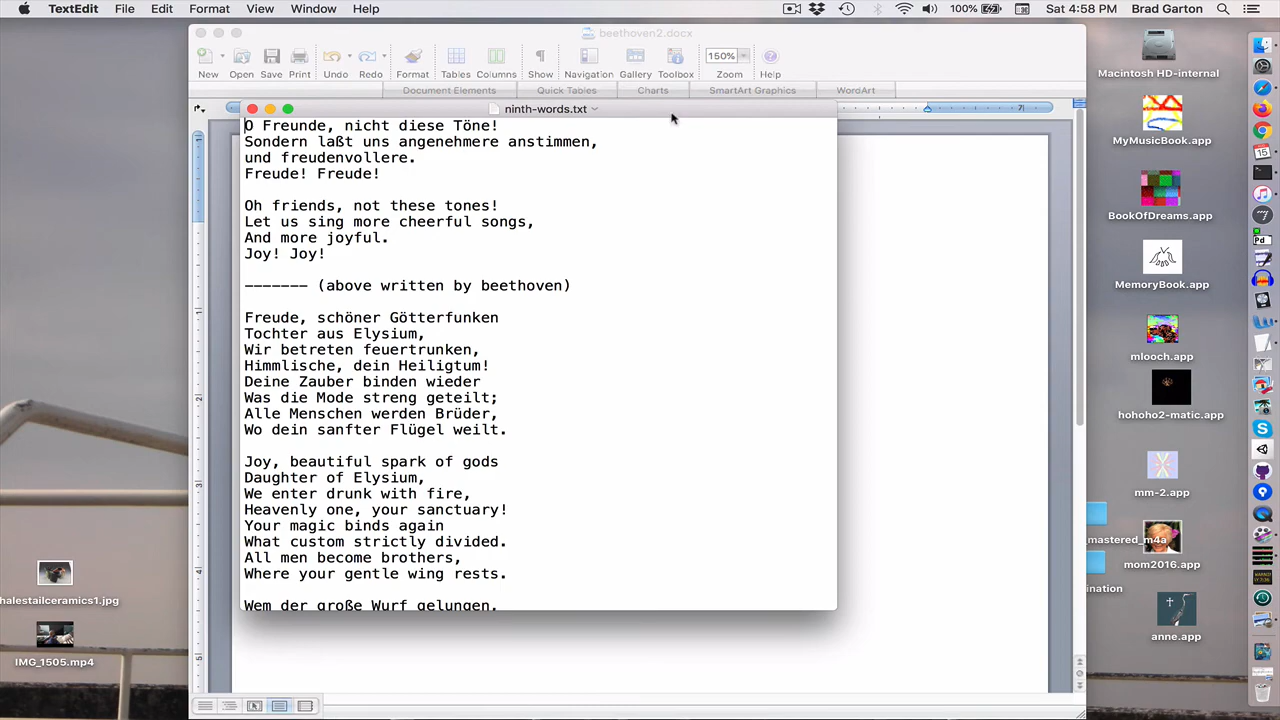 TextEdit File Edit Format View Window Help
100% Sat 4:58 PM Brad Garton
beethoven2.docx
New Open Save Print Undo Redo Format Tables Columns Show Navigation Gallery Toolbox Zoom Help
150%
Document Elements Quick Tables Charts SmartArt Graphics WordArt
ninth-words.txt
O Freunde, nicht diese Töne!
Sondern laßt uns angenehmere anstimmen,
und freudenvollere.
Freude! Freude!
Oh friends, not these tones!
Let us sing more cheerful songs,
And more joyful.
Joy! Joy!
------- (above written by beethoven)
Freude, schöner Götterfunken
Tochter aus Elysium,
Wir betreten feuertrunken,
Himmlische, dein Heiligtum!
Deine Zauber binden wieder
Was die Mode streng geteilt;
Alle Menschen werden Brüder,
Wo dein sanfter Flügel weilt.
Joy, beautiful spark of gods
Daughter of Elysium,
We enter drunk with fire,
Heavenly one, your sanctuary!
Your magic binds again
What custom strictly divided.
All men become brothers,
Where your gentle wing rests.
Wem der große Wurf gelungen,
halestailceramics1.jpg
IMG_1505.mp4
Macintosh HD-internal
MyMusicBook.app
BookOfDreams.app
MemoryBook.app
mlooch.app
hohoho2-matic.app
mm-2.app
mastered_m4a
mom2016.app
ination
anne.app